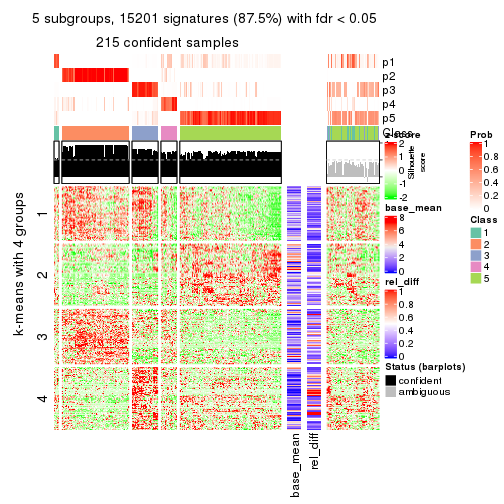 5 subgroups, 15201 signatures (87.5%) with fdr < 0.05
215 confident samples
p1
p2
p3
p4
p5
Class
z-score
2
1
0
-1
-2
Silhouette
score
Prob
1
0.8
0.6
0.4
0.2
0
base_mean
8
6
4
2
0
Class
1
2
3
4
5
rel_diff
1
0.8
0.6
0.4
0.2
0
Status (barplots)
confident
ambiguous
k-means with 4 groups
1
2
3
4
base_mean
rel_diff